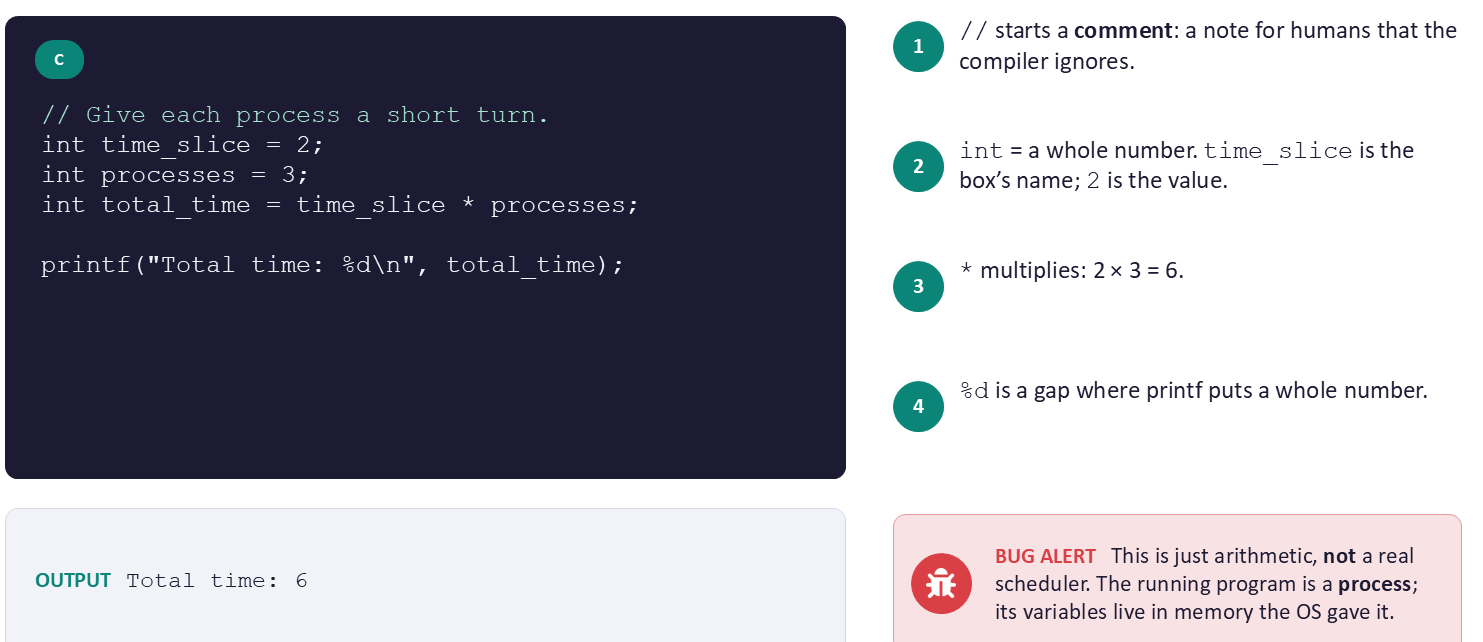 C
// Give each process a short turn.
int time_slice = 2;
int processes = 3;
int total_time = time_slice * processes;
printf("Total time: %d\n", total_time);
OUTPUT Total time: 6
1
// starts a comment: a note for humans that the
compiler ignores.
2
int = a whole number. time_slice is the
box’s name; 2 is the value.
3
* multiplies: 2 × 3 = 6.
4
%d is a gap where printf puts a whole number.
BUG ALERT This is just arithmetic, not a real
scheduler. The running program is a process;
its variables live in memory the OS gave it.